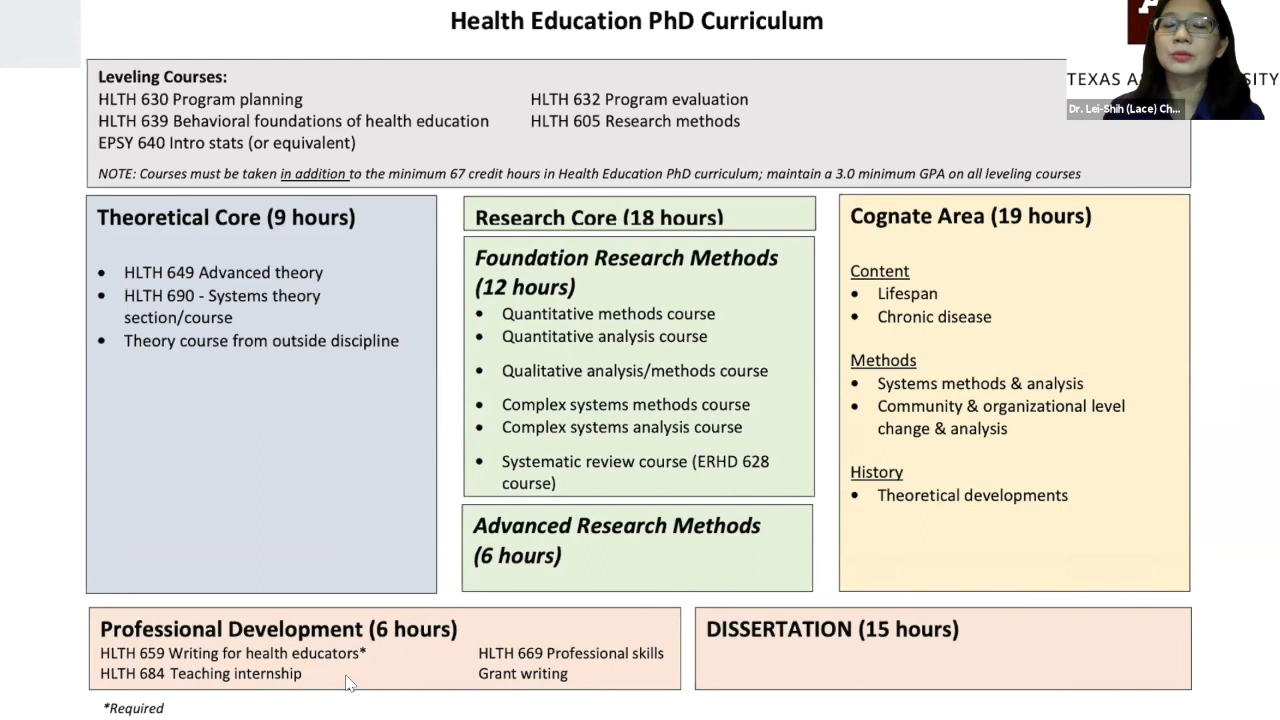 Health Education PhD Curriculum
A
TEXAS A SITY
Dr. Lei-Shih (Lace) Ch...
Leveling Courses:
HLTH 630 Program planning
HLTH 632 Program evaluation
HLTH 639 Behavioral foundations of health education
HLTH 605 Research methods
EPSY 640 Intro stats (or equivalent)
NOTE: Courses must be taken in addition to the minimum 67 credit hours in Health Education PhD curriculum; maintain a 3.0 minimum GPA on all leveling courses
Theoretical Core (9 hours)
• HLTH 649 Advanced theory
• HLTH 690 - Systems theory
section/course
• Theory course from outside discipline
Research Core (18 hours)
Foundation Research Methods
(12 hours)
• Quantitative methods course
• Quantitative analysis course
• Qualitative analysis/methods course
• Complex systems methods course
• Complex systems analysis course
• Systematic review course (ERHD 628
course)
Advanced Research Methods
(6 hours)
Cognate Area (19 hours)
Content
• Lifespan
• Chronic disease
Methods
• Systems methods & analysis
• Community & organizational level
change & analysis
History
• Theoretical developments
Professional Development (6 hours)
HLTH 659 Writing for health educators*
HLTH 669 Professional skills
HLTH 684 Teaching internship
Grant writing
DISSERTATION (15 hours)
*Required